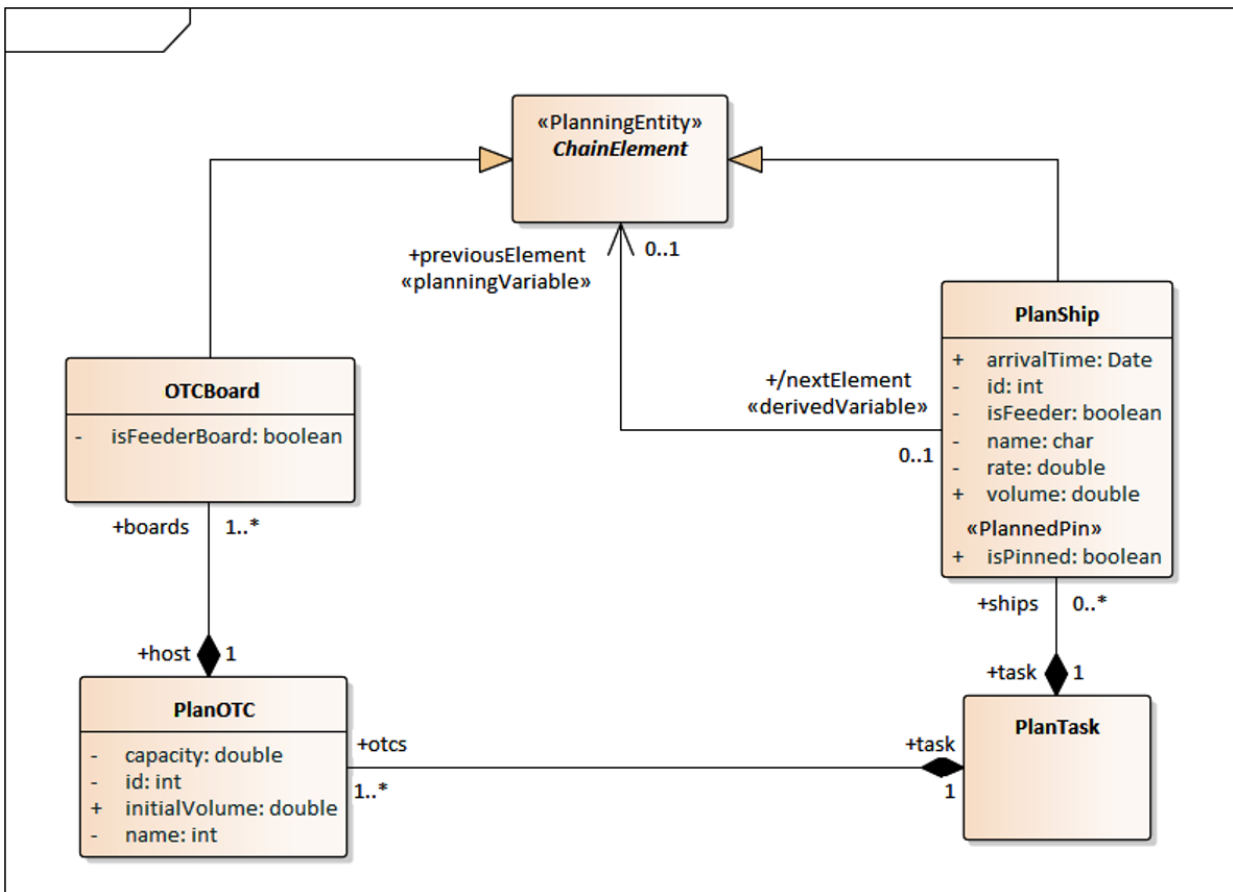 «PlanningEntity»
ChainElement
+previousElement
«planningVariable»
0..1
PlanShip
+ arrivalTime: Date
- id: int
- isFeeder: boolean
- name: char
- rate: double
+ volume: double
«PlannedPin»
+ isPinned: boolean
+/nextElement
«derivedVariable»
0..1
OTCBoard
- isFeederBoard: boolean
+boards 1..*
+ships 0..*
+host 1
+task 1
PlanOTC
- capacity: double
- id: int
+ initialVolume: double
- name: int
+otcs
1..*
+task
1
PlanTask